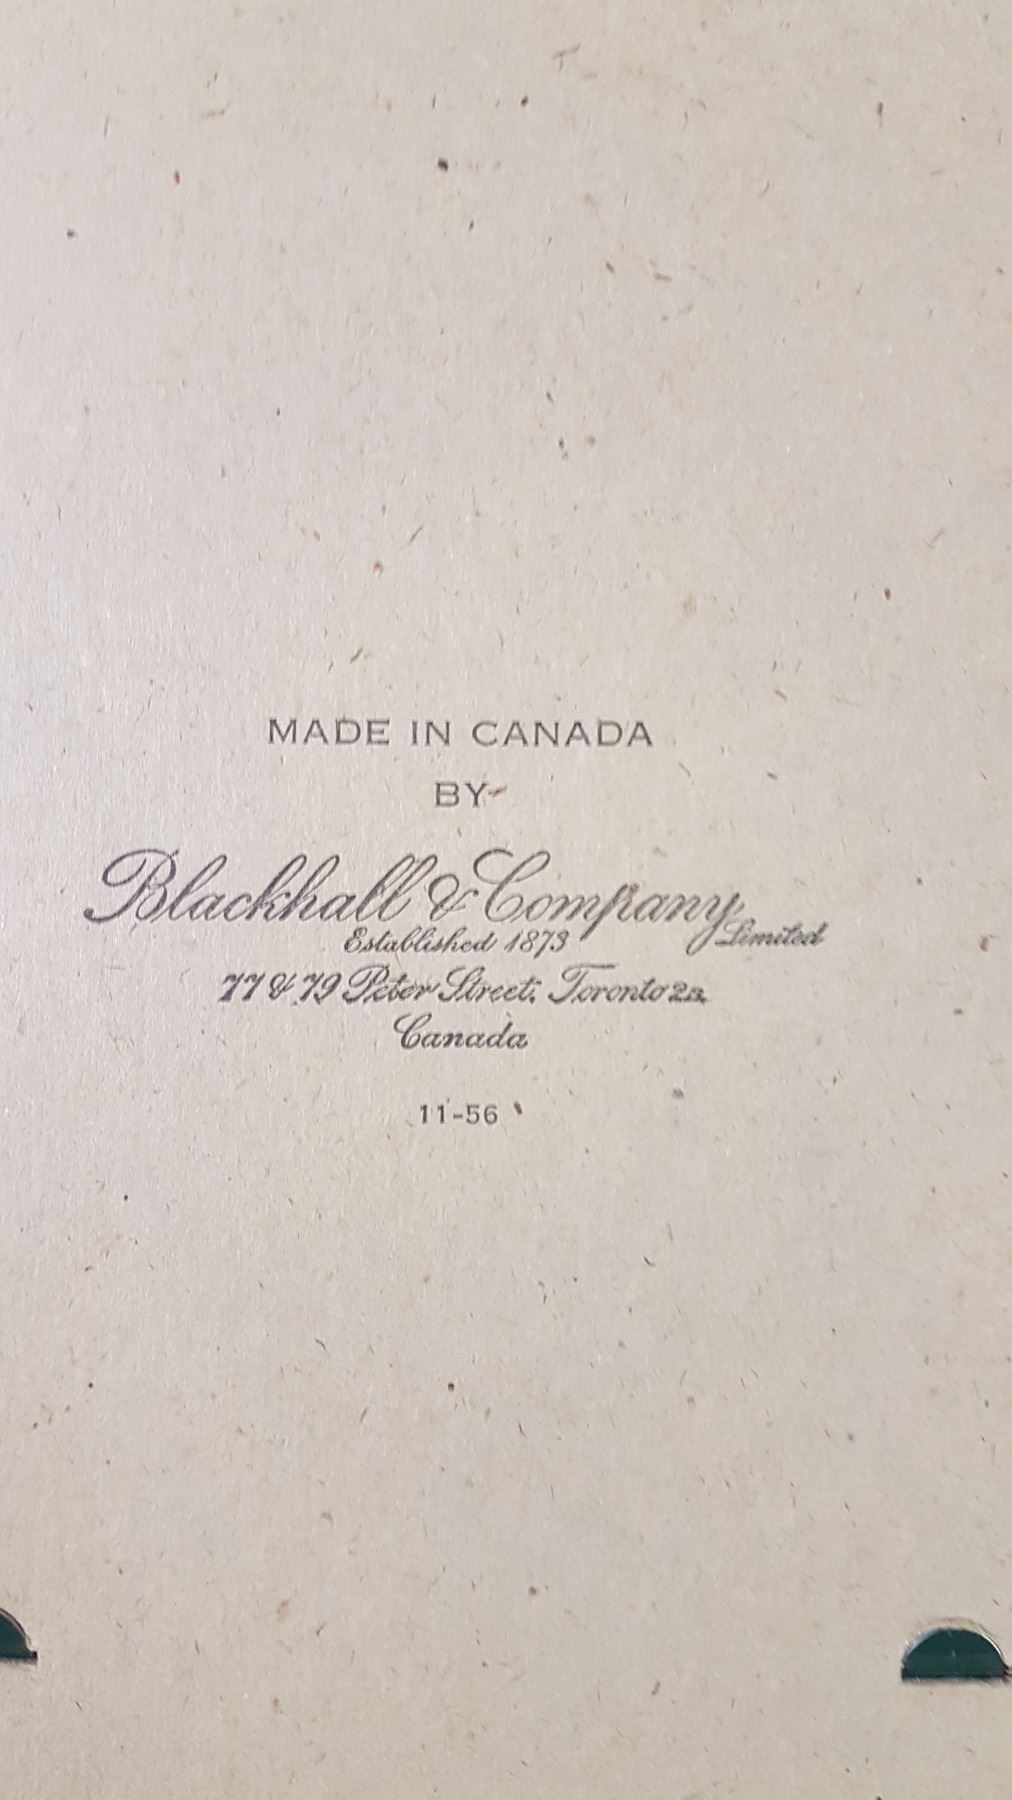 MADE IN CANADA
BY
Blackhall & Company Limited
Established 1873
77 & 79 Peter Street, Toronto 2B.
Canada
11-56